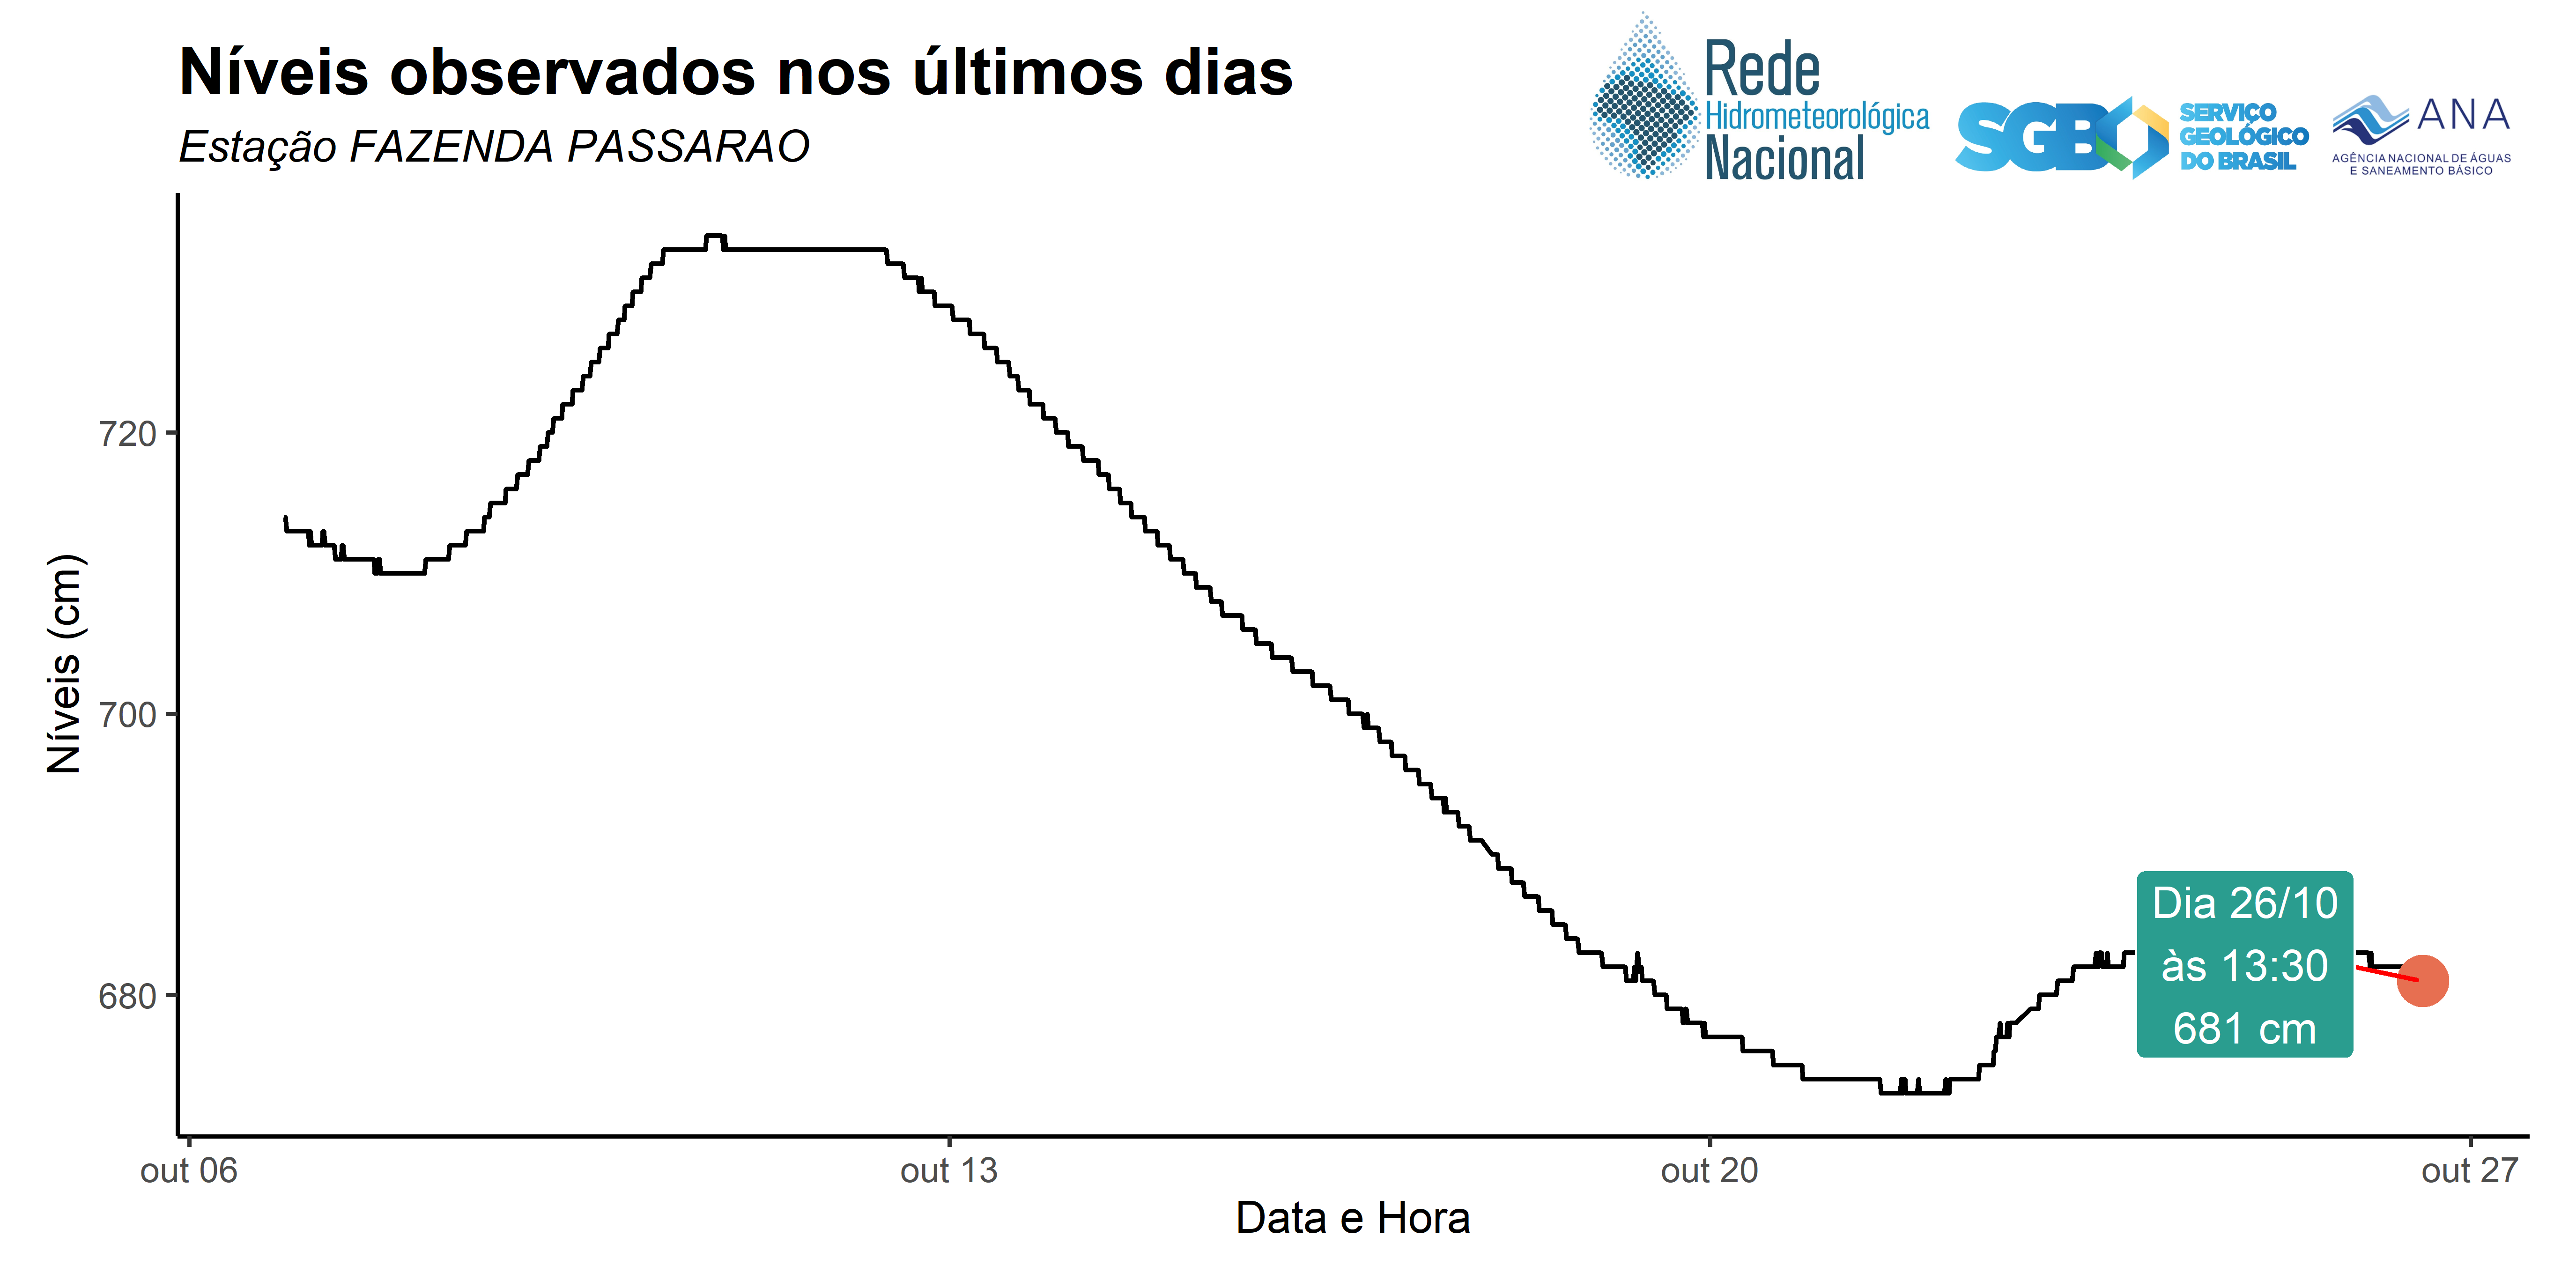 Níveis observados nos últimos dias
Estação FAZENDA PASSARAO
Rede
Hidrometeorológica
Nacional
SGB
SERVIÇO
GEOLÓGICO
DO BRASIL
ANA
AGÊNCIA NACIONAL DE ÁGUAS
E SANEAMENTO BÁSICO
Níveis (cm)
720
700
680
Dia 26/10
às 13:30
681 cm
out 06
out 13
out 20
out 27
Data e Hora